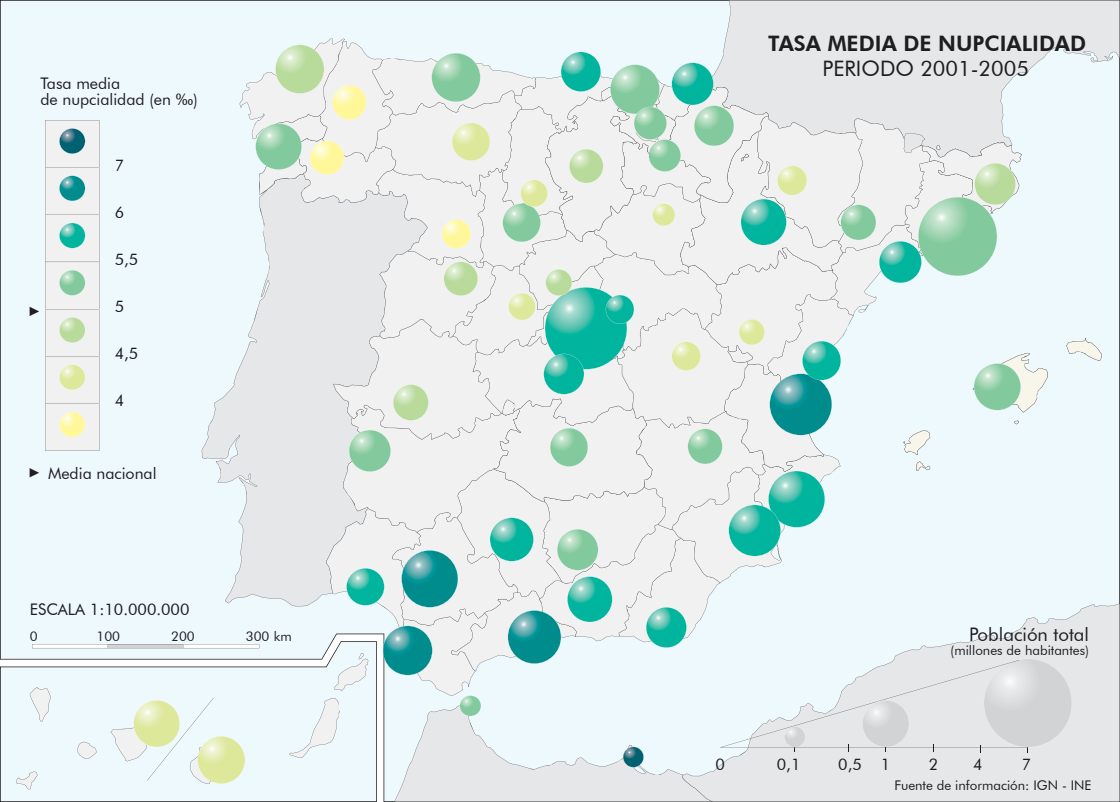 TASA MEDIA DE NUPCIALIDAD
PERIODO 2001-2005
Tasa media
de nupcialidad (en ‰)
7
6
5,5
5
4,5
4
Media nacional
ESCALA 1:10.000.000
0 100 200 300 km
Población total
(millones de habitantes)
0 0,1 0,5 1 2 4 7
Fuente de información: IGN - INE